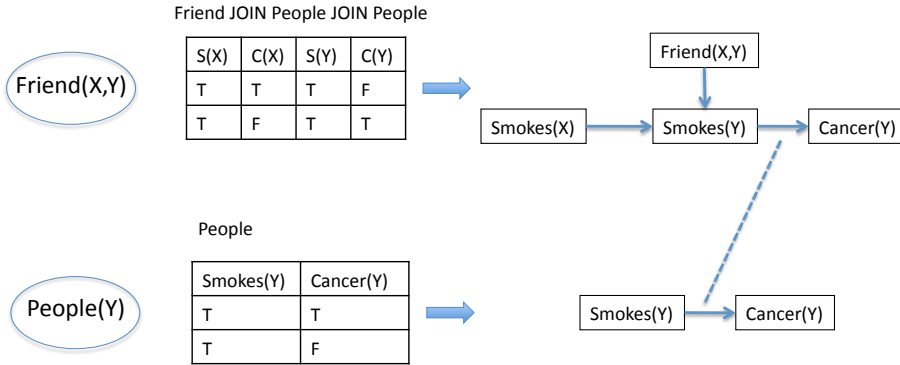 Friend JOIN People JOIN People
Friend(X,Y)
S(X) C(X) S(Y) C(Y)
T T T F
T F T T
Friend(X,Y)
Smokes(X) Smokes(Y) Cancer(Y)
People
People(Y)
Smokes(Y) Cancer(Y)
T T
T F
Smokes(Y) Cancer(Y)